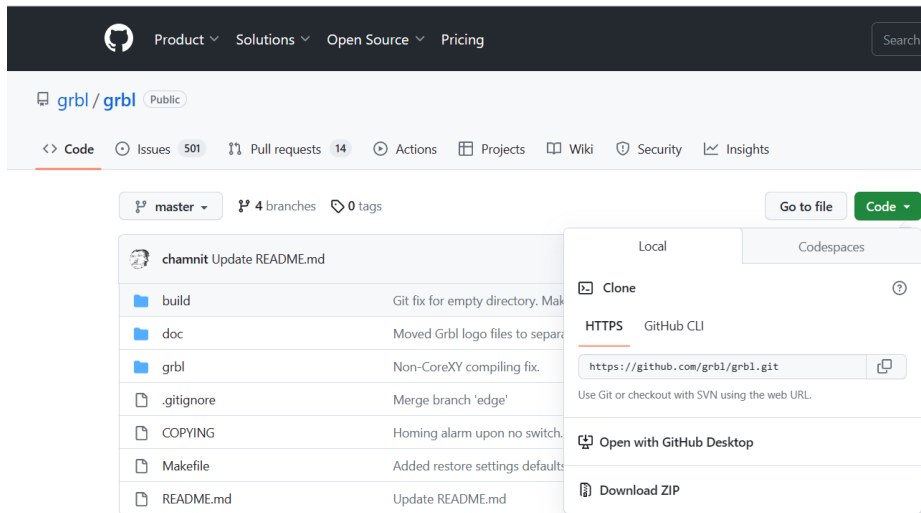 Product Solutions Open Source Pricing Search
grbl / grbl Public
Code Issues 501 Pull requests 14 Actions Projects Wiki Security Insights
master 4 branches 0 tags Go to file Code
Local Codespaces
chamnit Update README.md
Clone
build Git fix for empty directory. Mak
HTTPS GitHub CLI
doc Moved Grbl logo files to separa
grbl Non-CoreXY compiling fix.
https://github.com/grbl/grbl.git
Use Git or checkout with SVN using the web URL.
.gitignore Merge branch 'edge'
COPYING Homing alarm upon no switch.
Open with GitHub Desktop
Makefile Added restore settings defaults
Download ZIP
README.md Update README.md